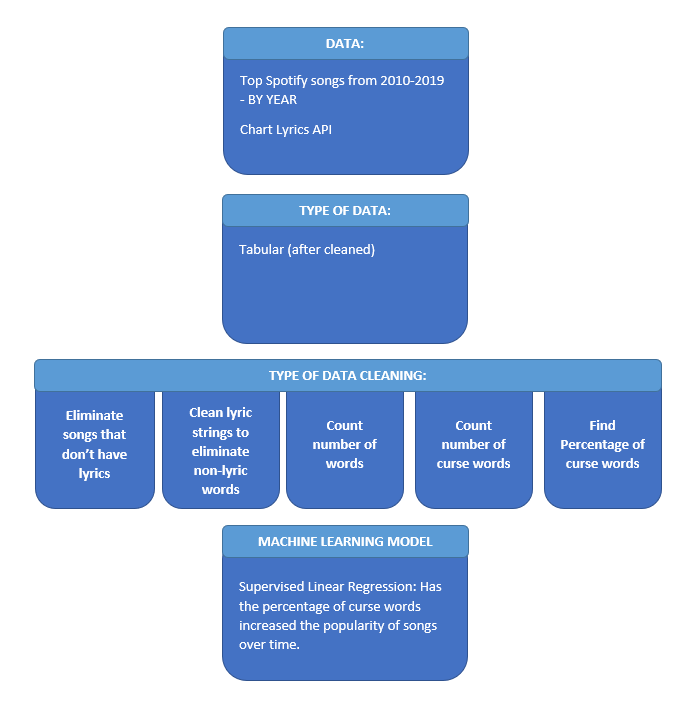 DATA:
Top Spotify songs from 2010-2019
- BY YEAR
Chart Lyrics API
TYPE OF DATA:
Tabular (after cleaned)
TYPE OF DATA CLEANING:
Eliminate
songs that
don’t have
lyrics
Clean lyric
strings to
eliminate
non-lyric
words
Count
number of
words
Count
number of
curse words
Find
Percentage of
curse words
MACHINE LEARNING MODEL
Supervised Linear Regression: Has
the percentage of curse words
increased the popularity of songs
over time.